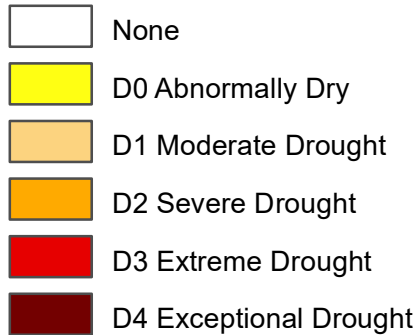 None
D0 Abnormally Dry
D1 Moderate Drought
D2 Severe Drought
D3 Extreme Drought
D4 Exceptional Drought